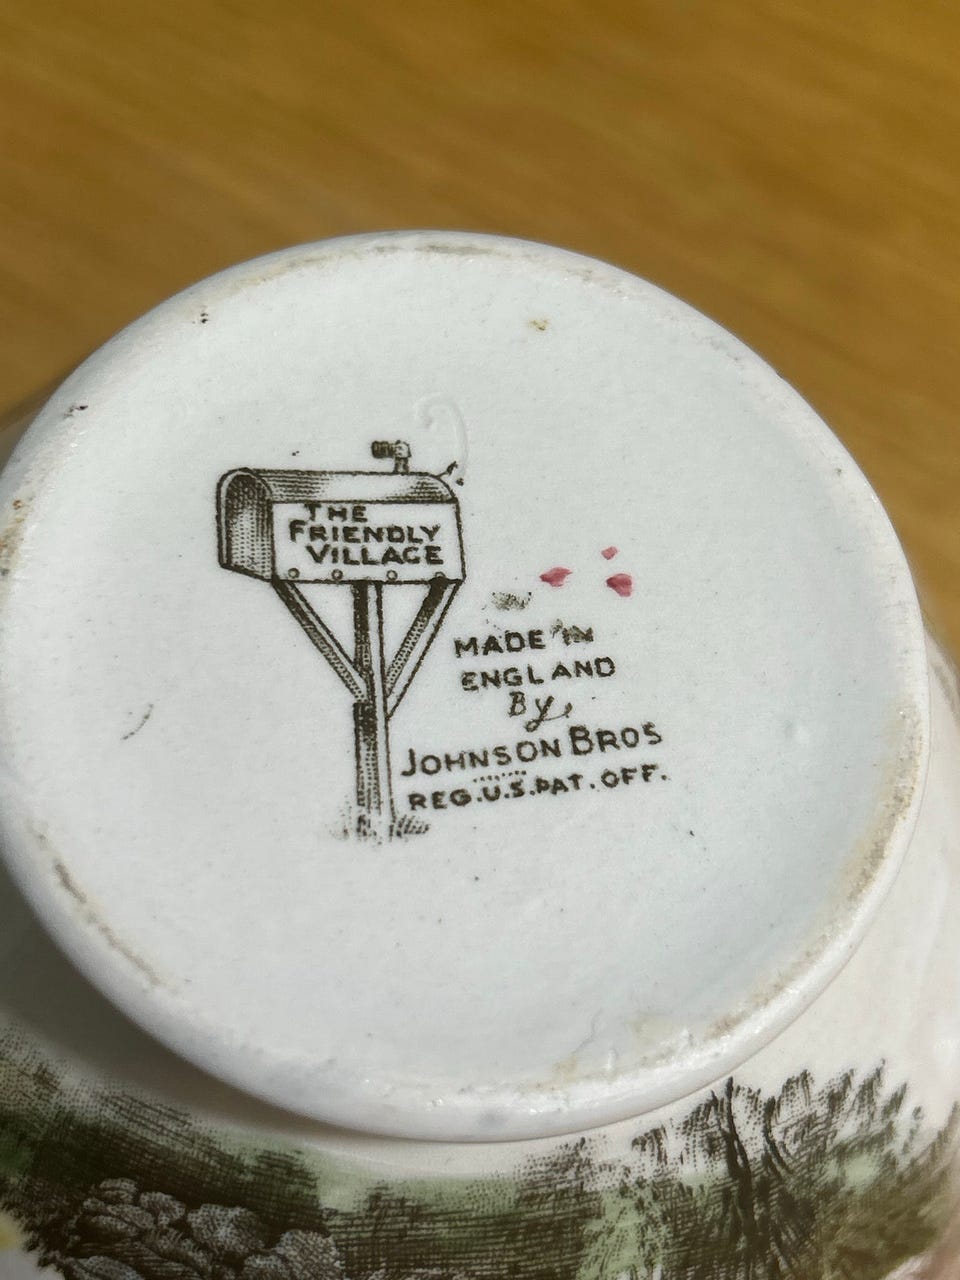 THE
FRIENDLY
VILLAGE
MADE IN
ENGLAND
By
JOHNSON BROS
REG.U.S.PAT.OFF.